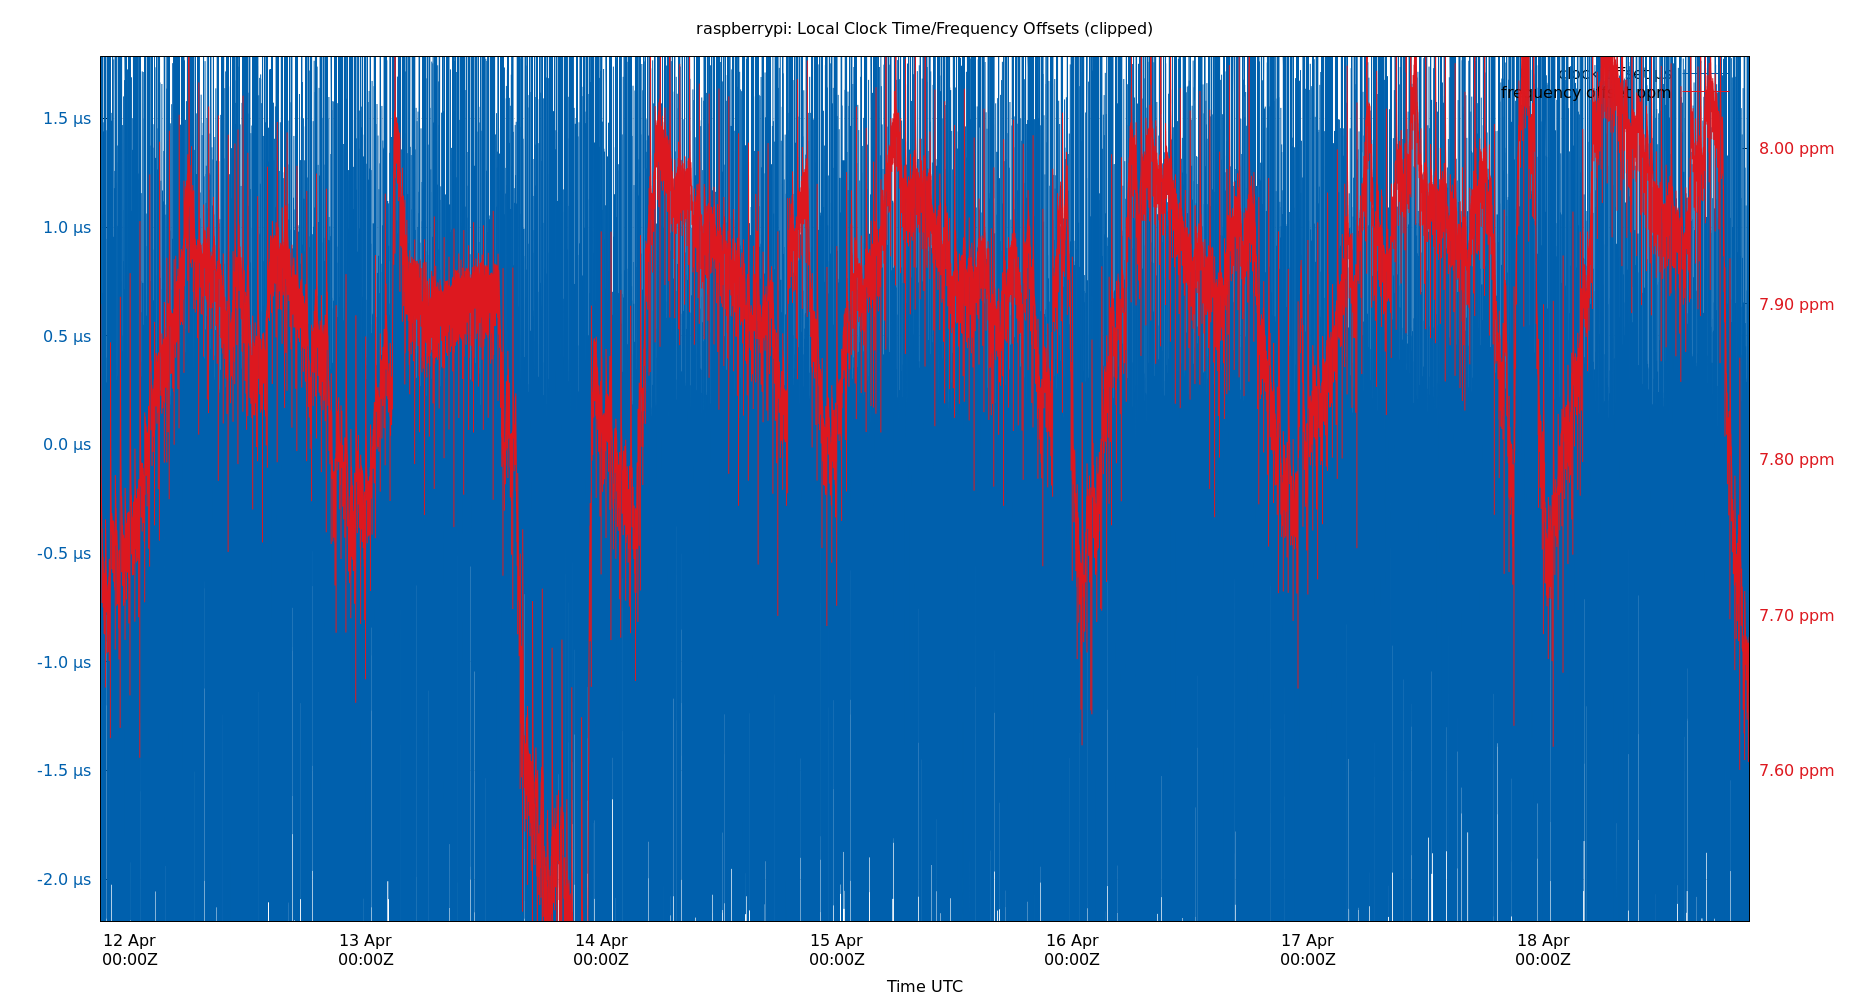 raspberrypi: Local Clock Time/Frequency Offsets (clipped)
clock offset us
frequency offset ppm
1.5 μs
1.0 μs
0.5 μs
0.0 μs
-0.5 μs
-1.0 μs
-1.5 μs
-2.0 μs
8.00 ppm
7.90 ppm
7.80 ppm
7.70 ppm
7.60 ppm
12 Apr 13 Apr 14 Apr 15 Apr 16 Apr 17 Apr 18 Apr
00:00Z 00:00Z 00:00Z 00:00Z 00:00Z 00:00Z 00:00Z
Time UTC